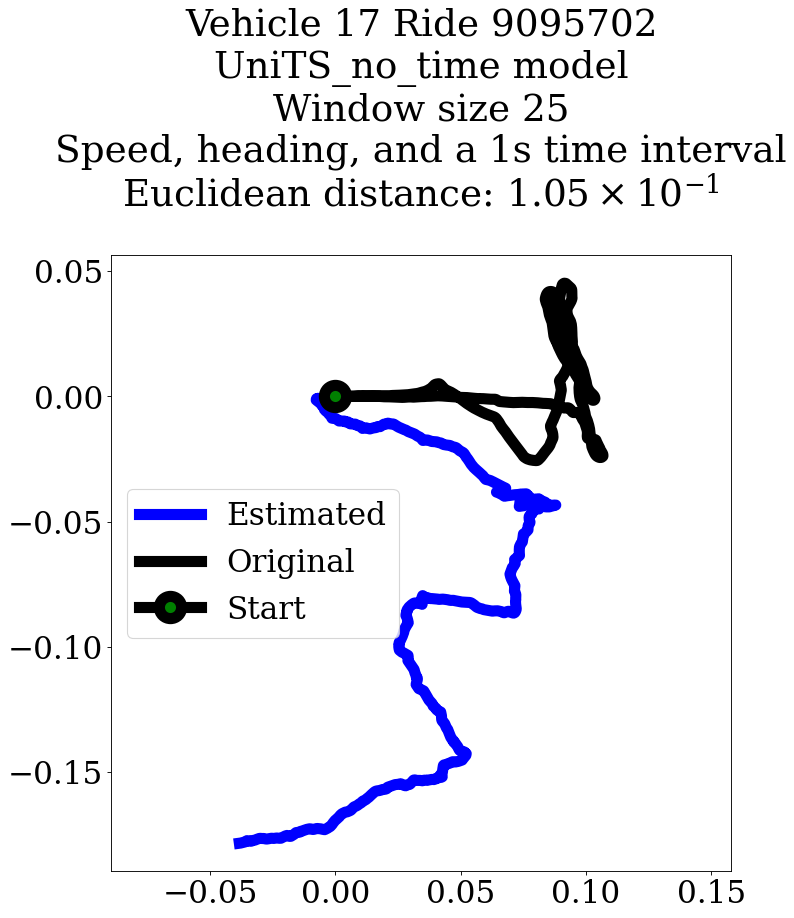 Vehicle 17 Ride 9095702
UniTS_no_time model
Window size 25
Speed, heading, and a 1s time interval
Euclidean distance: 1.05 × 10⁻¹
0.05
0.00
−0.05
−0.10
−0.15
Estimated
Original
Start
−0.05 0.00 0.05 0.10 0.15